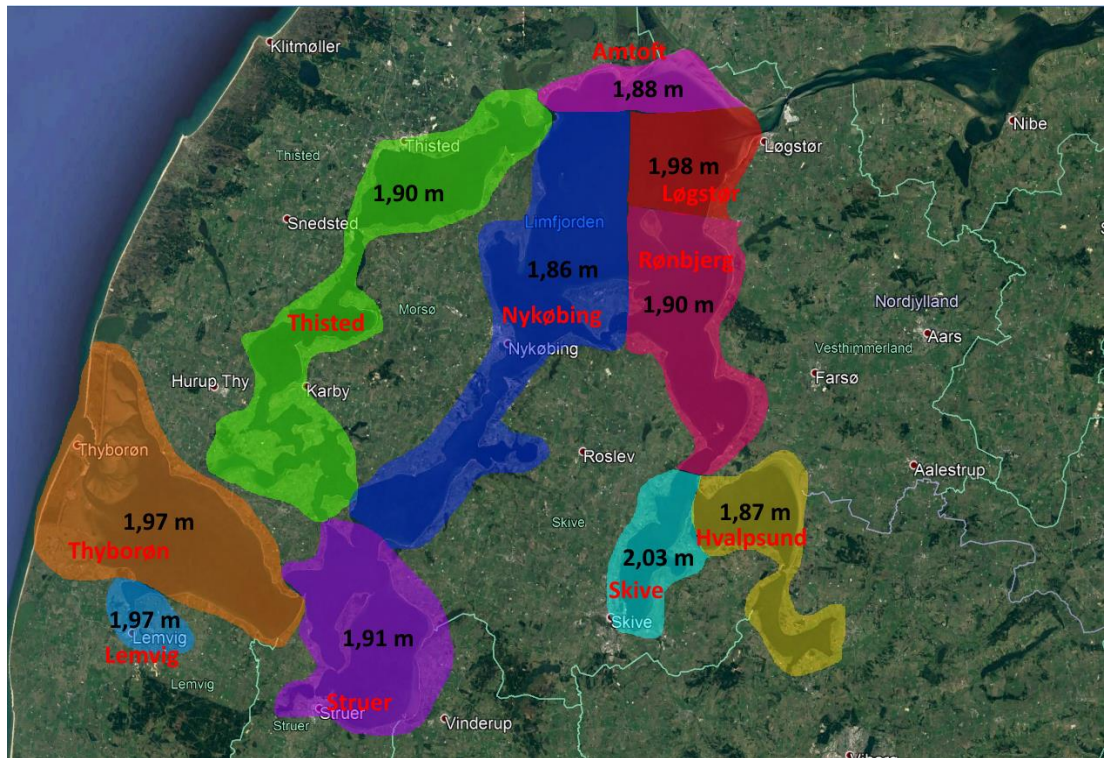 Klitmøller
Amtoft
1,88 m
Nibe
Thisted
Thisted
Løgstør
1,98 m
Løgstør
1,90 m
Snedsted
Limfjorden
1,86 m
Rønbjerg
1,90 m
Nordjylland
Morsø
Thisted
Nykøbing
Nykøbing
Aars
Vesthimmerland
Hurup Thy
Karby
Farsø
Thyborøn
Roslev
Aalestrup
1,97 m
Thyborøn
Skive
1,87 m
Hvalpsund
2,03 m
Skive
Skive
1,97 m
Lemvig
Lemvig
Lemvig
1,91 m
Struer
Struer
Struer
Vinderup